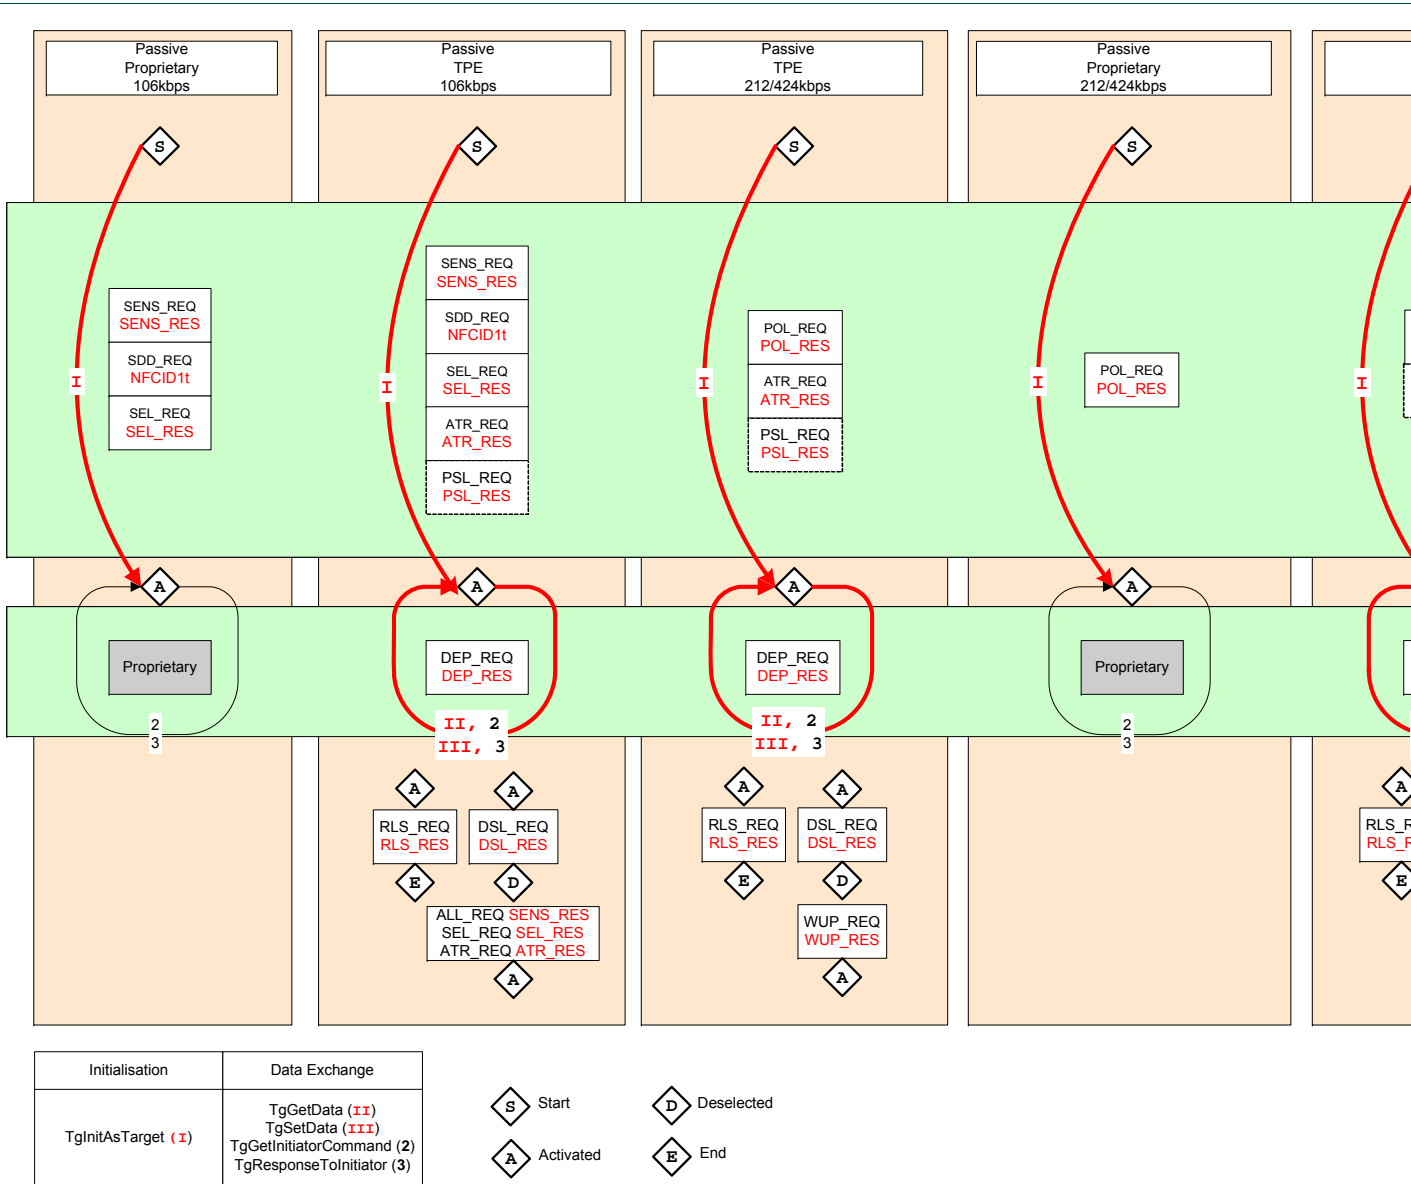 Passive
Proprietary
106kbps
Passive
TPE
106kbps
Passive
TPE
212/424kbps
Passive
Proprietary
212/424kbps
S
S
S
S
SENS_REQ
SENS_RES
SDD_REQ
NFCID1t
SEL_REQ
SEL_RES
I
SENS_REQ
SENS_RES
SDD_REQ
NFCID1t
SEL_REQ
SEL_RES
ATR_REQ
ATR_RES
PSL_REQ
PSL_RES
I
POL_REQ
POL_RES
ATR_REQ
ATR_RES
PSL_REQ
PSL_RES
I
POL_REQ
POL_RES
I
I
A
A
A
A
Proprietary
2
3
DEP_REQ
DEP_RES
II, 2
III, 3
DEP_REQ
DEP_RES
II, 2
III, 3
Proprietary
2
3
A
RLS_REQ
RLS_RES
E
A
DSL_REQ
DSL_RES
D
ALL_REQ SENS_RES
SEL_REQ SEL_RES
ATR_REQ ATR_RES
A
A
RLS_REQ
RLS_RES
E
A
DSL_REQ
DSL_RES
D
WUP_REQ
WUP_RES
A
A
RLS_R
RLS_R
E
Initialisation
Data Exchange
TgInitAsTarget (I)
TgGetData (II)
TgSetData (III)
TgGetInitiatorCommand (2)
TgResponseToInitiator (3)
S Start
D Deselected
A Activated
E End